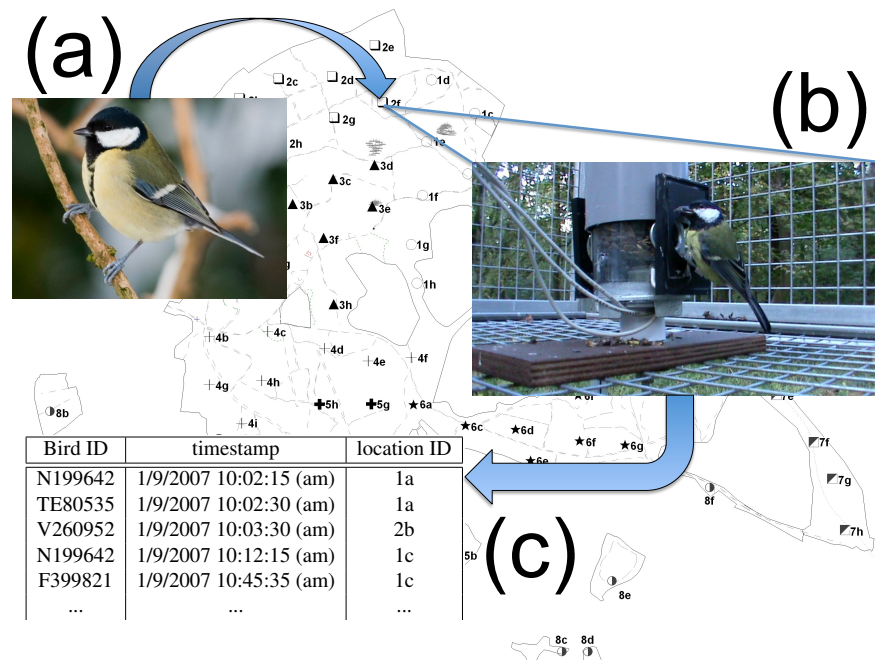 (a)
(b)
(c)
2e
2c
2d
1d
2f
1c
2g
1e
2h
3d
3c
3b
3e
1f
3f
1g
1h
3h
4b
4c
4d
4e
4f
4g
4h
5h
5g
6a
4i
8b
6c
6d
6f
6g
6e
7e
7f
7g
7h
8f
5b
8e
8c
8d
Bird ID timestamp location ID
N199642 1/9/2007 10:02:15 (am) 1a
TE80535 1/9/2007 10:02:30 (am) 1a
V260952 1/9/2007 10:03:30 (am) 2b
N199642 1/9/2007 10:12:15 (am) 1c
F399821 1/9/2007 10:45:35 (am) 1c
... ... ...